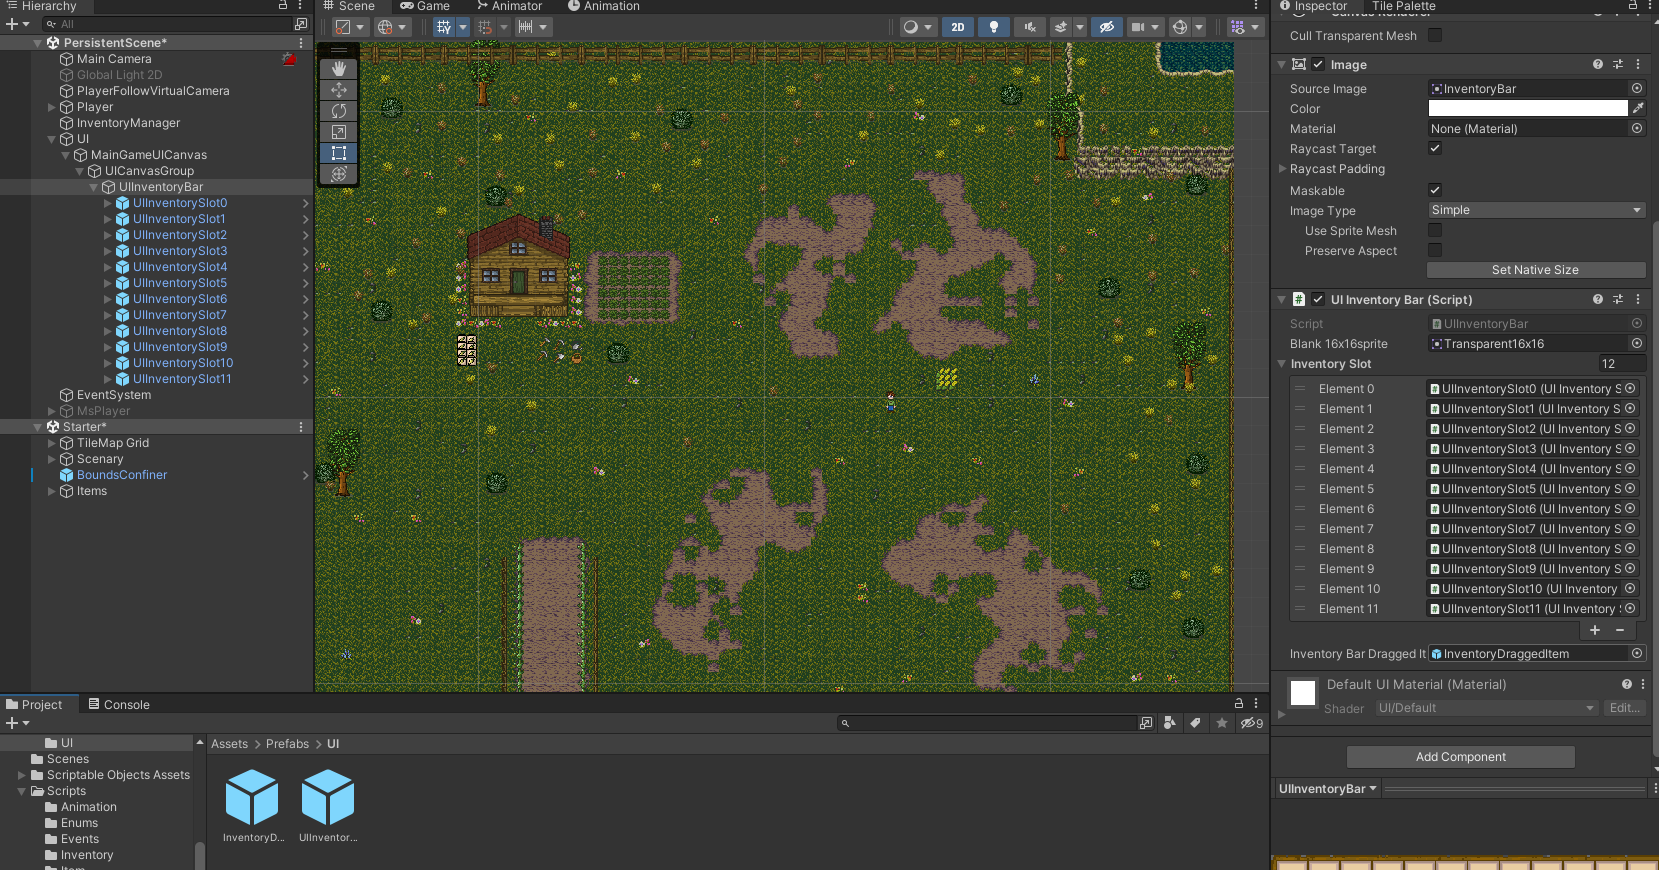 Hierarchy
All
PersistentScene*
Main Camera
Global Light 2D
PlayerFollowVirtualCamera
Player
InventoryManager
UI
MainGameUICanvas
UICanvasGroup
UIInventoryBar
UIInventorySlot0
UIInventorySlot1
UIInventorySlot2
UIInventorySlot3
UIInventorySlot4
UIInventorySlot5
UIInventorySlot6
UIInventorySlot7
UIInventorySlot8
UIInventorySlot9
UIInventorySlot10
UIInventorySlot11
EventSystem
MsPlayer
Starter*
TileMap Grid
Scenary
BoundsConfiner
Items
Scene Game Animator Animation
2D
Inspector Tile Palette
Cull Transparent Mesh
Image
Source Image InventoryBar
Color
Material None (Material)
Raycast Target
Raycast Padding
Maskable
Image Type Simple
Use Sprite Mesh
Preserve Aspect
Set Native Size
UI Inventory Bar (Script)
Script UIInventoryBar
Blank 16x16sprite Transparent16x16
Inventory Slot 12
Element 0 UIInventorySlot0 (UI Inventory S
Element 1 UIInventorySlot1 (UI Inventory S
Element 2 UIInventorySlot2 (UI Inventory S
Element 3 UIInventorySlot3 (UI Inventory S
Element 4 UIInventorySlot4 (UI Inventory S
Element 5 UIInventorySlot5 (UI Inventory S
Element 6 UIInventorySlot6 (UI Inventory S
Element 7 UIInventorySlot7 (UI Inventory S
Element 8 UIInventorySlot8 (UI Inventory S
Element 9 UIInventorySlot9 (UI Inventory S
Element 10 UIInventorySlot10 (UI Inventory
Element 11 UIInventorySlot11 (UI Inventory
Inventory Bar Dragged It InventoryDraggedItem
Default UI Material (Material)
Shader UI/Default Edit...
Add Component
UIInventoryBar
Project Console
9
UI
Scenes
Scriptable Objects Assets
Scripts
Animation
Enums
Events
Inventory
Assets > Prefabs > UI
InventoryD... UIInventor...